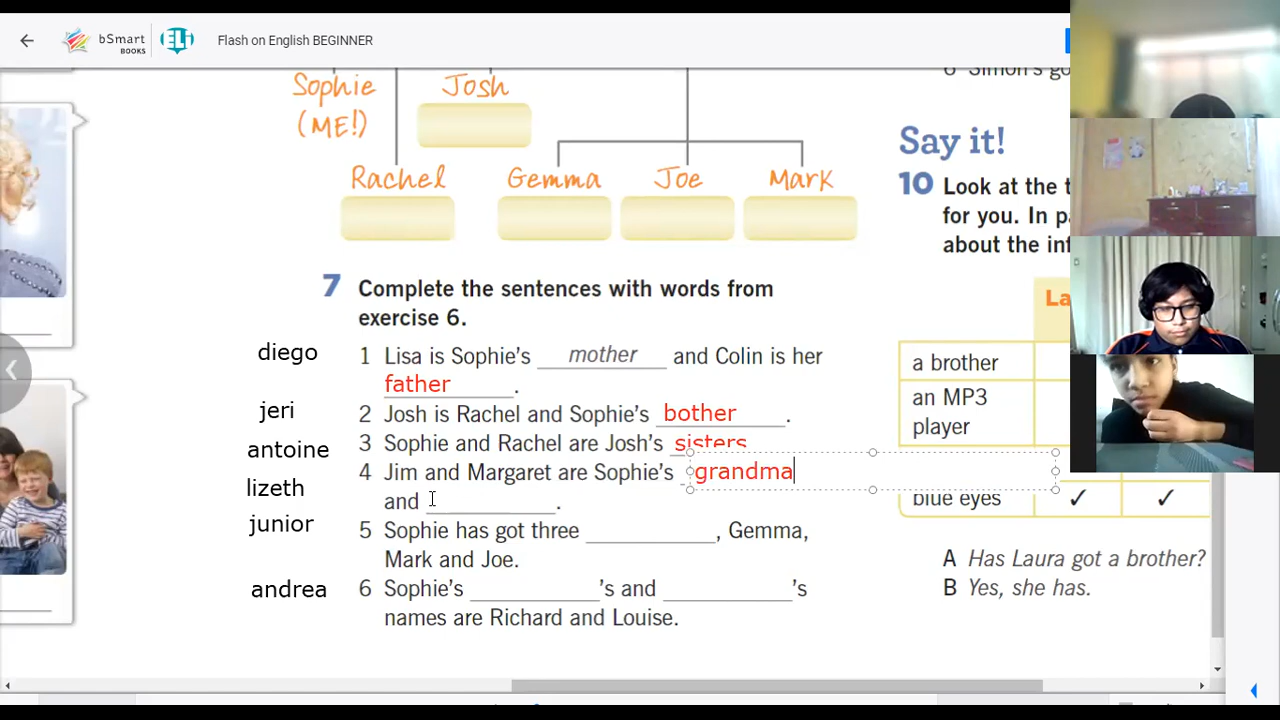 bSmart
BOOKS
ELi
Flash on English BEGINNER
Sophie
(ME!)
Josh
Rachel
Gemma
Joe
Mark
7 Complete the sentences with words from
exercise 6.
diego
1 Lisa is Sophie's mother and Colin is her
father .
jeri
2 Josh is Rachel and Sophie's bother .
antoine
3 Sophie and Rachel are Josh's sisters
4 Jim and Margaret are Sophie's grandma
lizeth
and .
junior
5 Sophie has got three , Gemma,
Mark and Joe.
andrea
6 Sophie's 's and 's
names are Richard and Louise.
6 Simon's go
Say it!
10 Look at the t
for you. In pa
about the in
La
a brother
an MP3
player
blue eyes ✓ ✓
A Has Laura got a brother?
B Yes, she has.